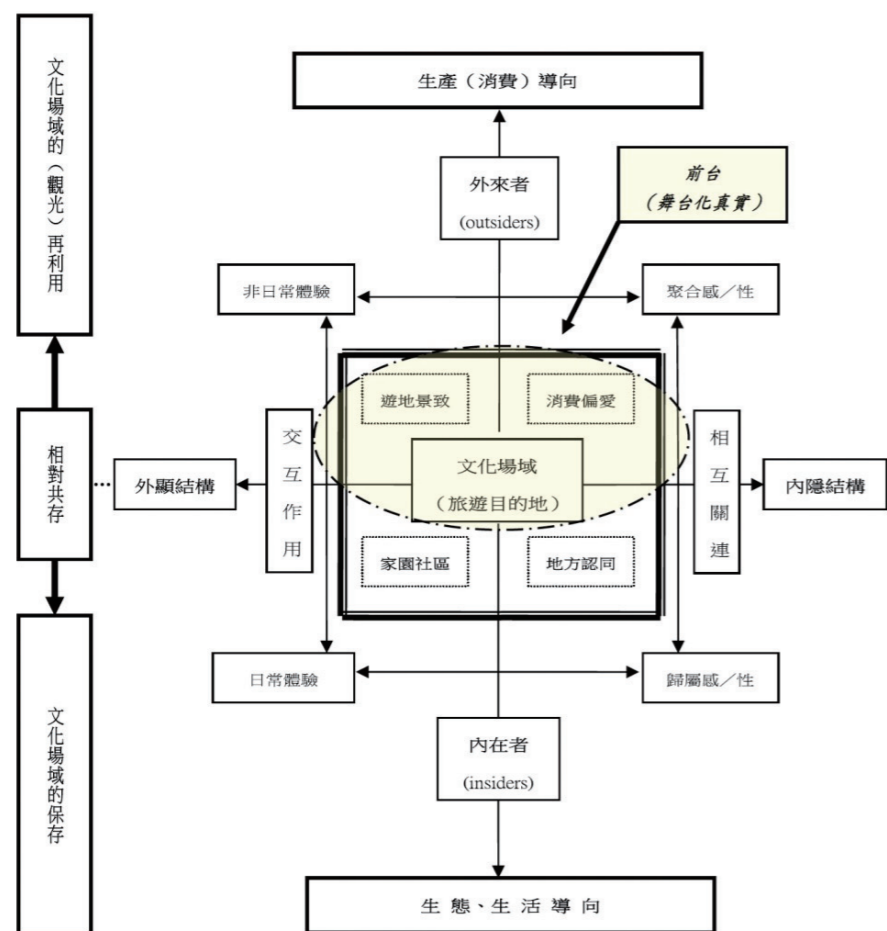 生產（消費）導向
文化場域的（觀光）再利用
前台
（舞台化真實）
外來者
(outsiders)
非日常體驗
聚合感／性
遊地景致
消費偏愛
交互作用
相互關連
相對共存
外顯結構
文化場域
（旅遊目的地）
內隱結構
家園社區
地方認同
日常體驗
歸屬感／性
文化場域的保存
內在者
(insiders)
生態、生活導向